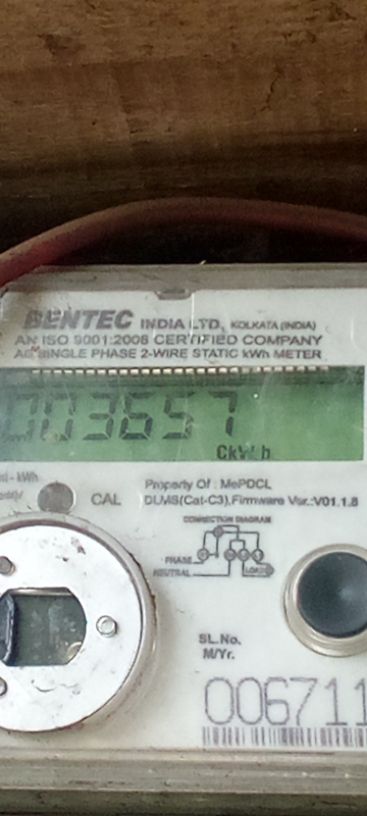 BENTEC INDIA LTD. KOLKATA (INDIA)
AN ISO 9001:2008 CERTIFIED COMPANY
AC SINGLE PHASE 2-WIRE STATIC kWh METER
003657
CkWh
kWh
CAL
Property Of : MePDCL
DLMS(Cat-C3),Firmware Ver.:V01.1.8
CONNECTION DIAGRAM
PHASE
NEUTRAL
LOAD
SL.No.
M/Yr.
006711